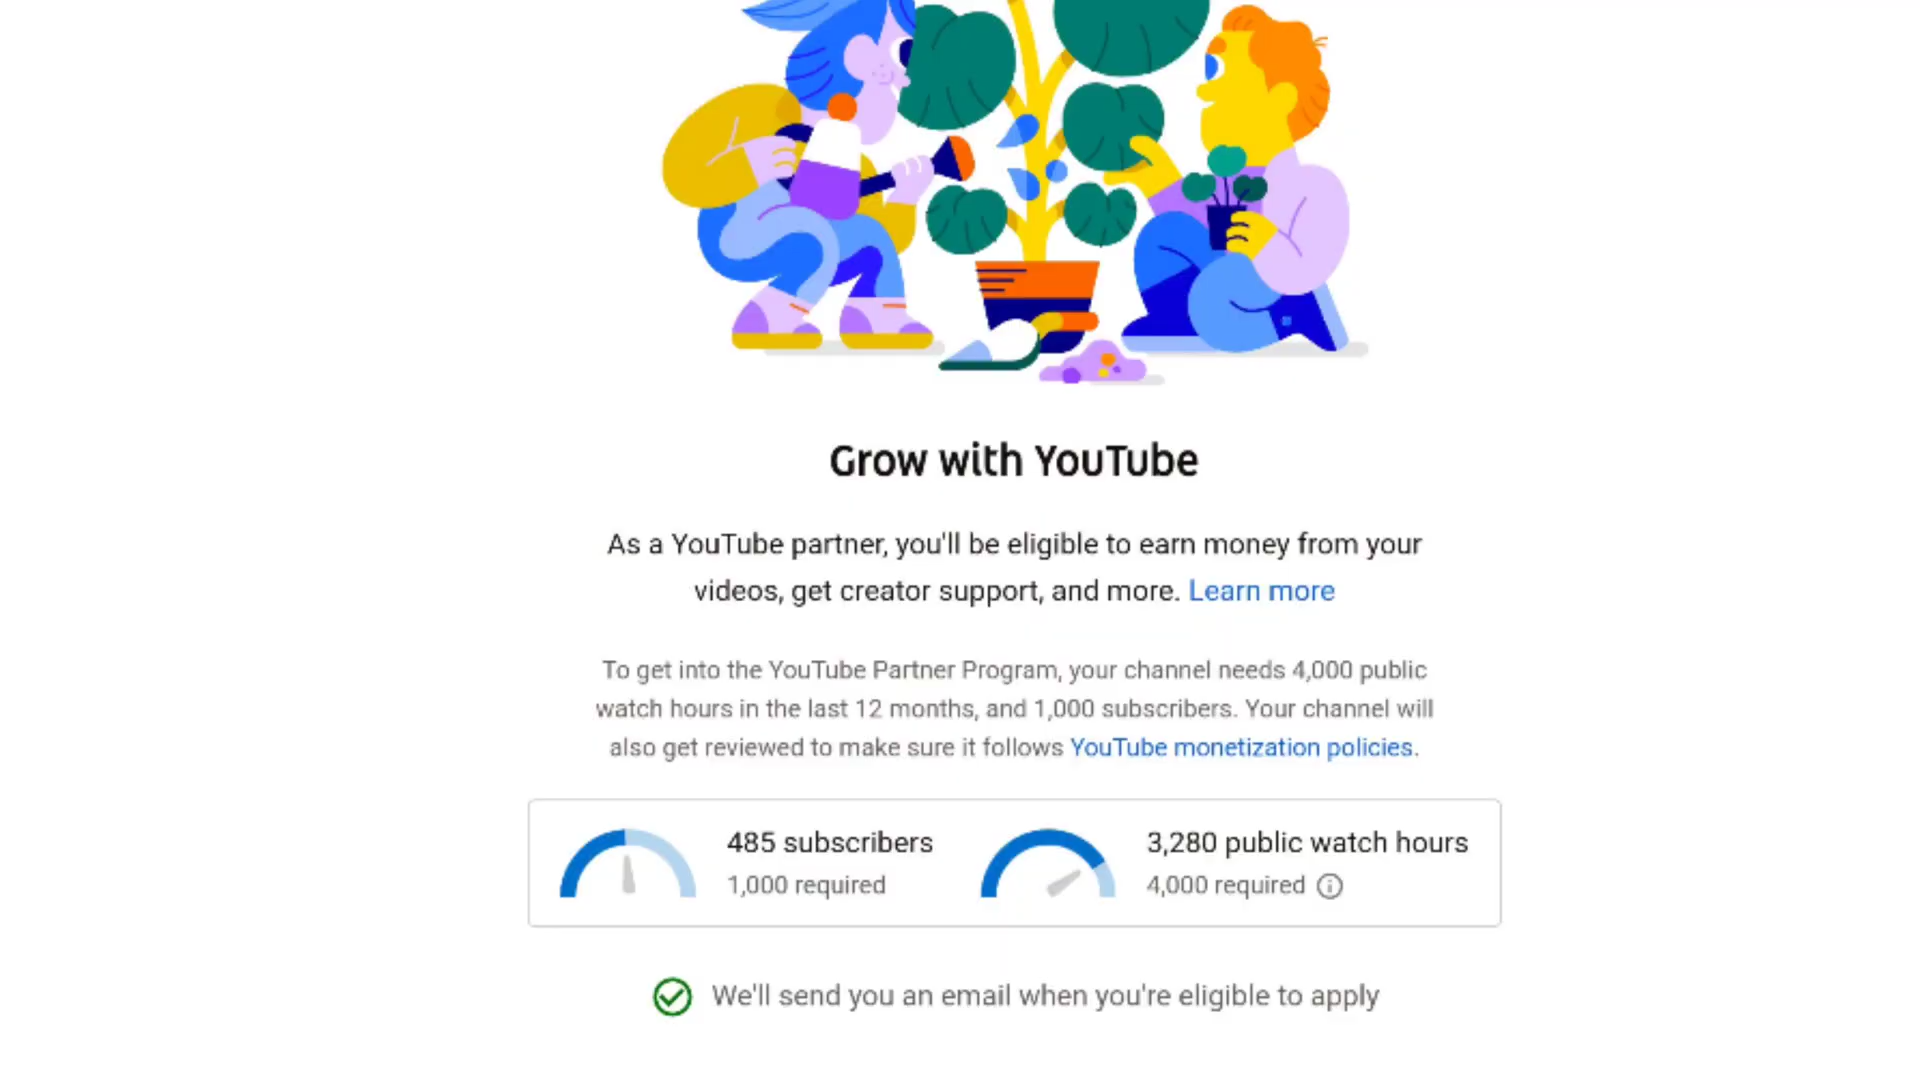 Grow with YouTube
As a YouTube partner, you'll be eligible to earn money from your
videos, get creator support, and more. Learn more
To get into the YouTube Partner Program, your channel needs 4,000 public
watch hours in the last 12 months, and 1,000 subscribers. Your channel will
also get reviewed to make sure it follows YouTube monetization policies.
485 subscribers
1,000 required
3,280 public watch hours
4,000 required
We'll send you an email when you're eligible to apply